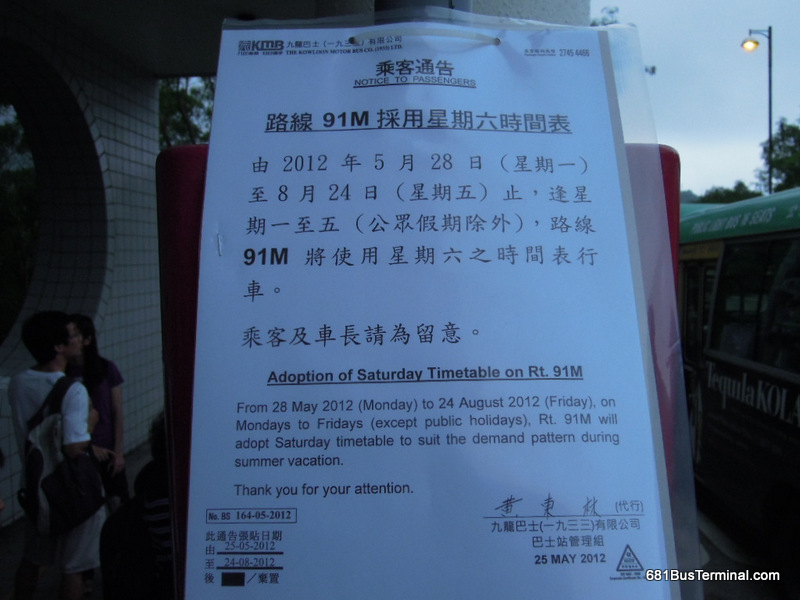 KMB 九龍巴士(一九三三)有限公司
THE KOWLOON MOTOR BUS CO. (1933) LTD.
2745 4466
乘客通告
NOTICE TO PASSENGERS
路線 91M 採用星期六時間表
由 2012 年 5 月 28 日 (星期一)
至 8 月 24 日 (星期五) 止，逢星
期一至五 (公眾假期除外)，路線
91M 將使用星期六之時間表行
車。
乘客及車長請為留意。
Adoption of Saturday Timetable on Rt. 91M
From 28 May 2012 (Monday) to 24 August 2012 (Friday), on
Mondays to Fridays (except public holidays), Rt. 91M will
adopt Saturday timetable to suit the demand pattern during
summer vacation.
Thank you for your attention.
(代行)
No. BS 164-05-2012
九龍巴士(一九三三)有限公司
巴士站管理組
25 MAY 2012
此通告張貼日期
由 25-05-2012
至 24-08-2012
後 /棄置
PUBLIC LIGHT BUS 16 SEATS
Tequila KOLA
681BusTerminal.com